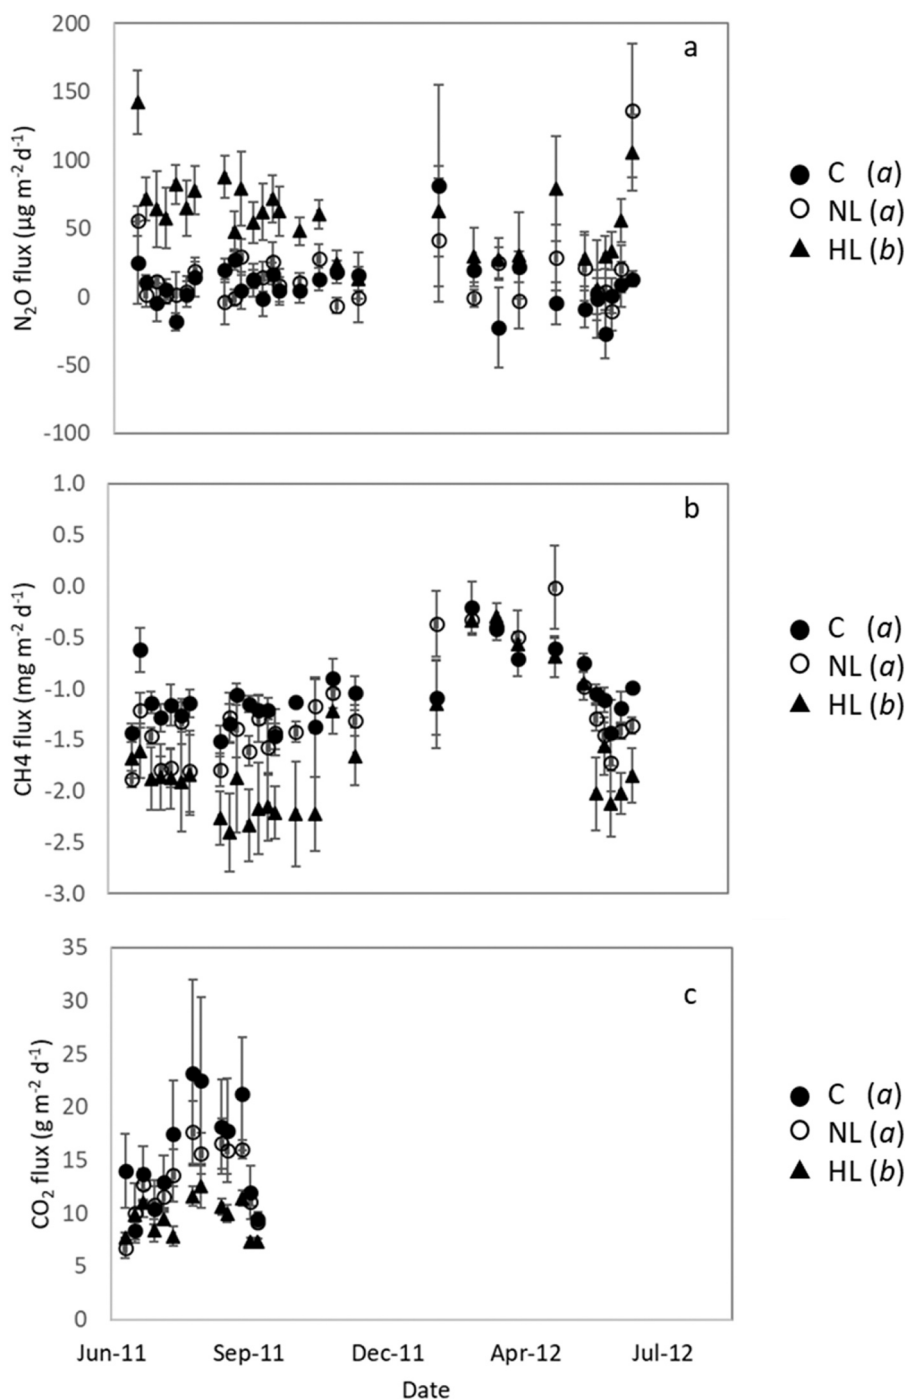 a
200
150
100
50
0
-50
-100
N₂O flux (µg m⁻² d⁻¹)
C (a)
NL (a)
HL (b)
b
1.0
0.5
0.0
-0.5
-1.0
-1.5
-2.0
-2.5
-3.0
CH4 flux (mg m⁻² d⁻¹)
C (a)
NL (a)
HL (b)
c
35
30
25
20
15
10
5
0
CO₂ flux (g m⁻² d⁻¹)
C (a)
NL (a)
HL (b)
Jun-11 Sep-11 Dec-11 Apr-12 Jul-12
Date